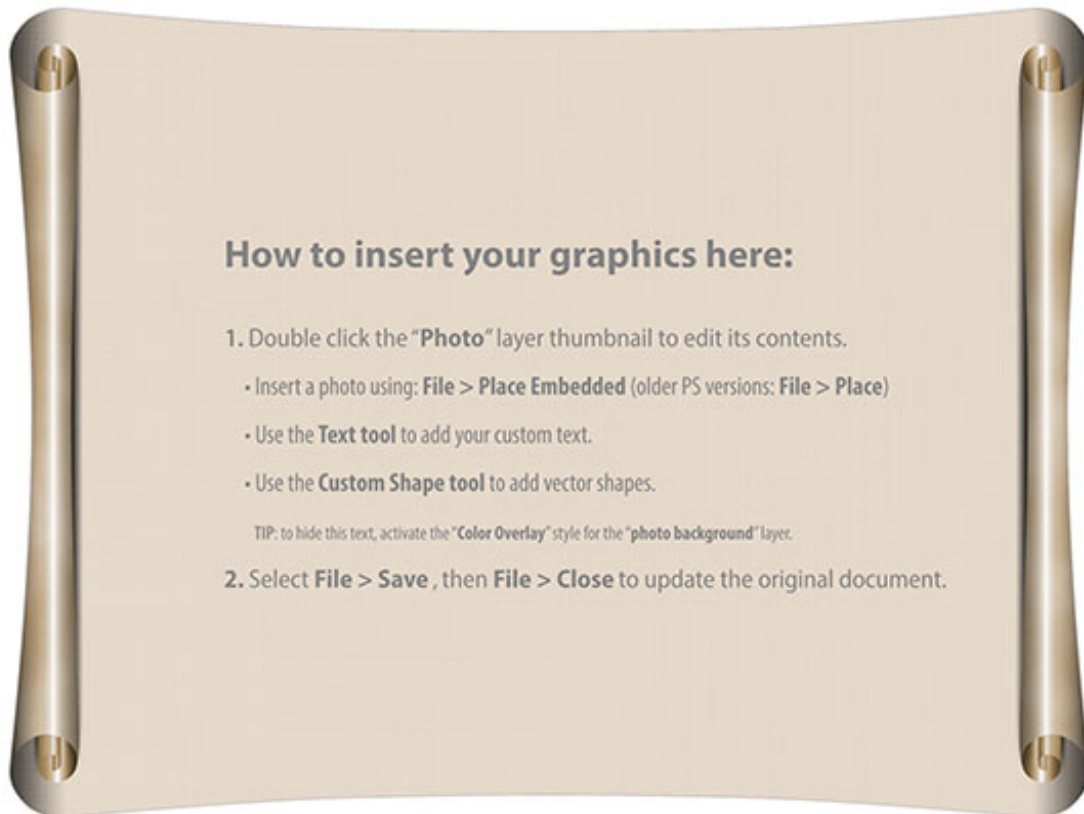 How to insert your graphics here:
1. Double click the “Photo” layer thumbnail to edit its contents.
• Insert a photo using: File > Place Embedded (older PS versions: File > Place)
• Use the Text tool to add your custom text.
• Use the Custom Shape tool to add vector shapes.
TIP: to hide this text, activate the “Color Overlay” style for the “photo background” layer.
2. Select File > Save , then File > Close to update the original document.